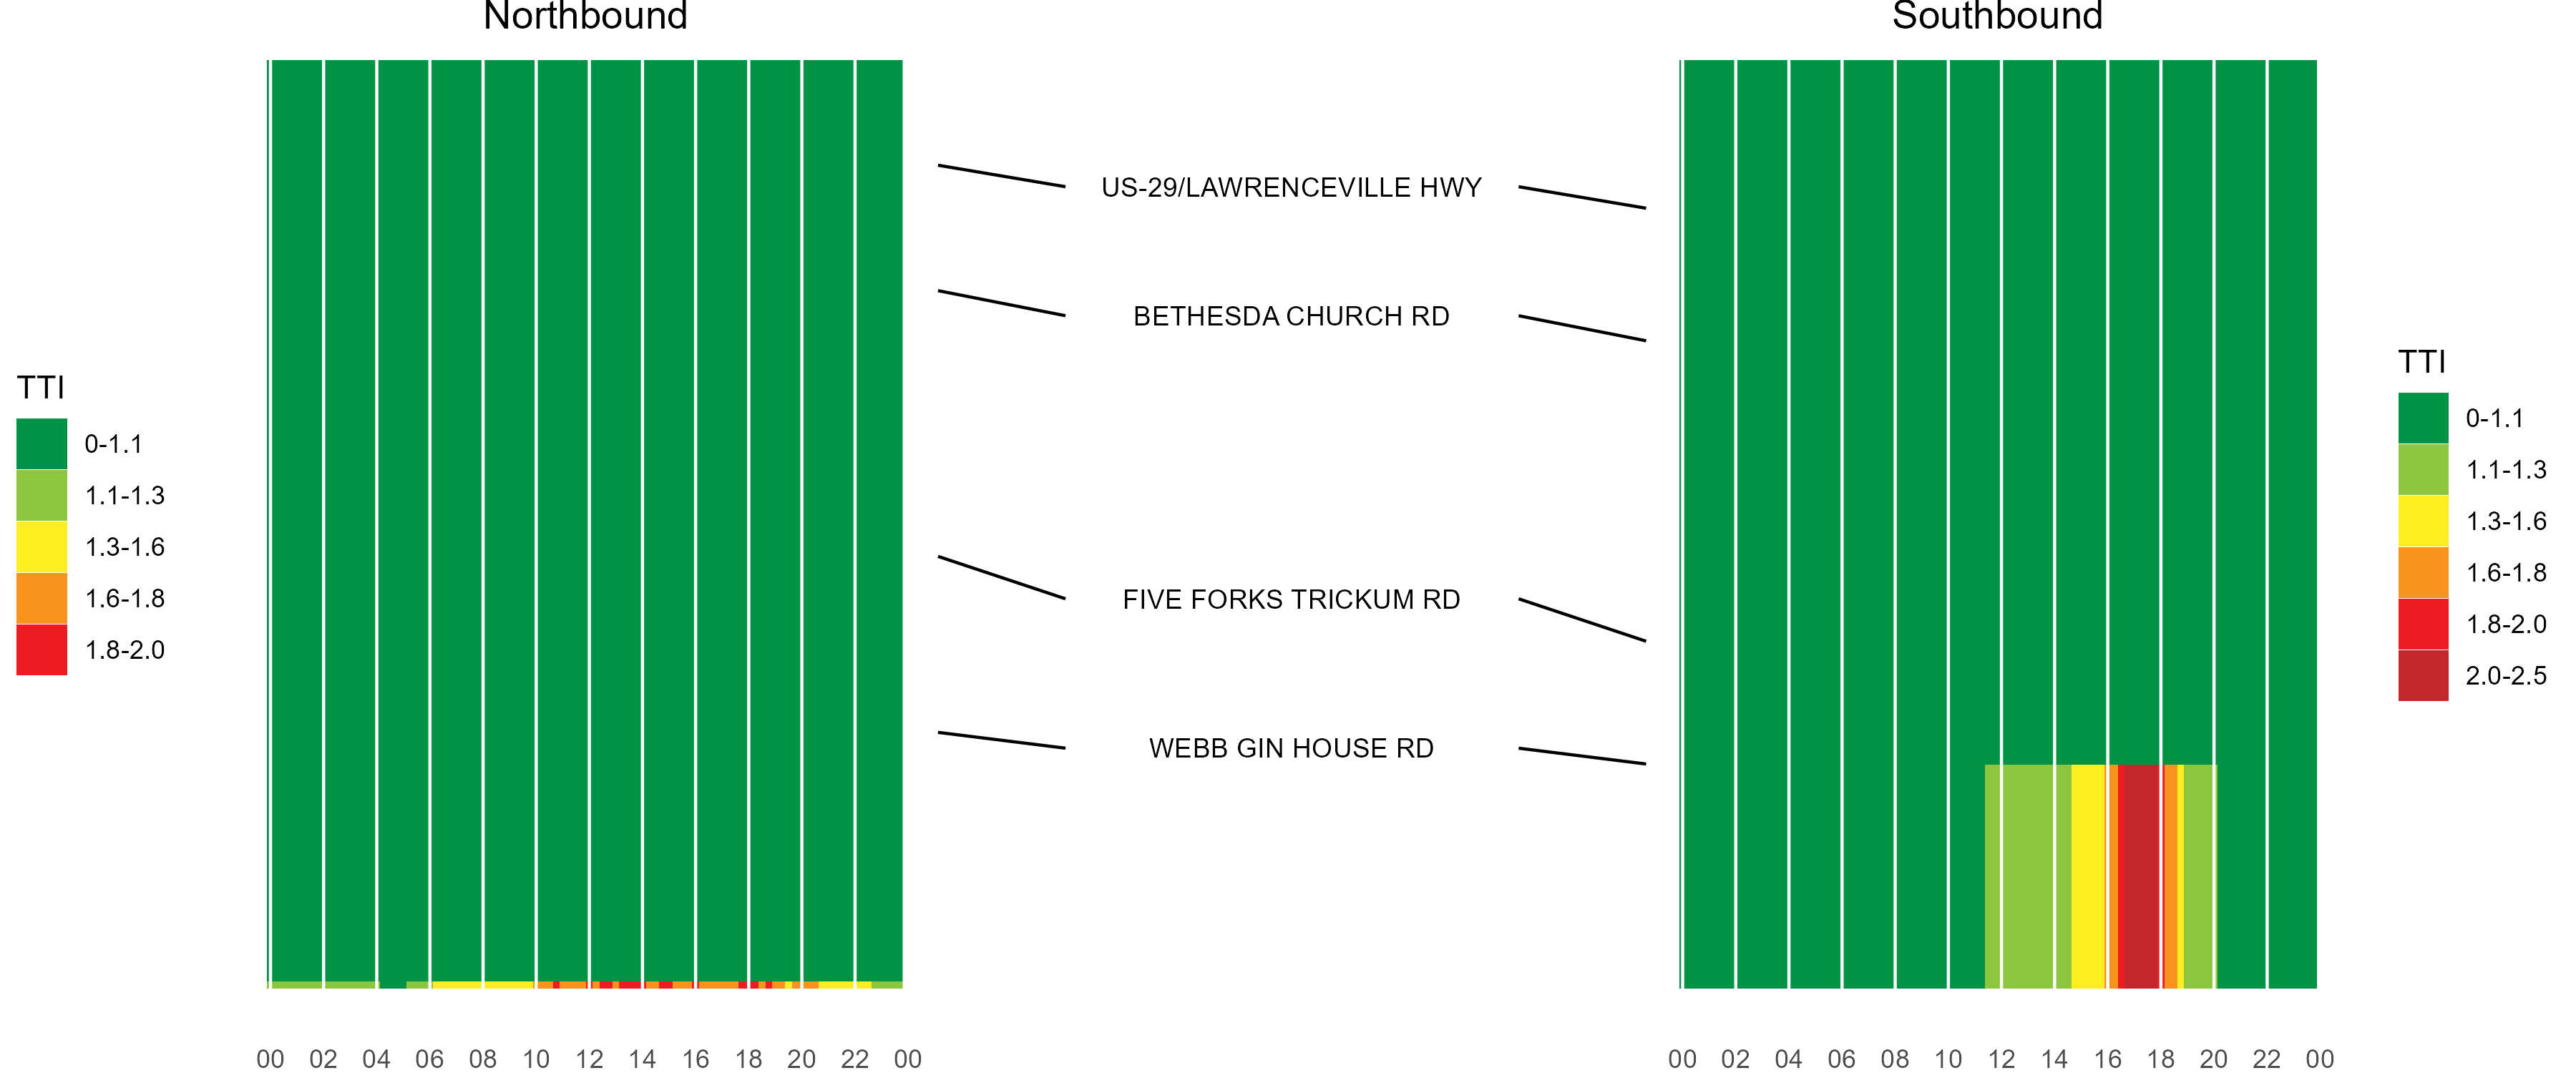 Northbound
Southbound
US-29/LAWRENCEVILLE HWY
BETHESDA CHURCH RD
FIVE FORKS TRICKUM RD
WEBB GIN HOUSE RD
TTI
0-1.1
1.1-1.3
1.3-1.6
1.6-1.8
1.8-2.0
TTI
0-1.1
1.1-1.3
1.3-1.6
1.6-1.8
1.8-2.0
2.0-2.5
00 02 04 06 08 10 12 14 16 18 20 22 00
00 02 04 06 08 10 12 14 16 18 20 22 00